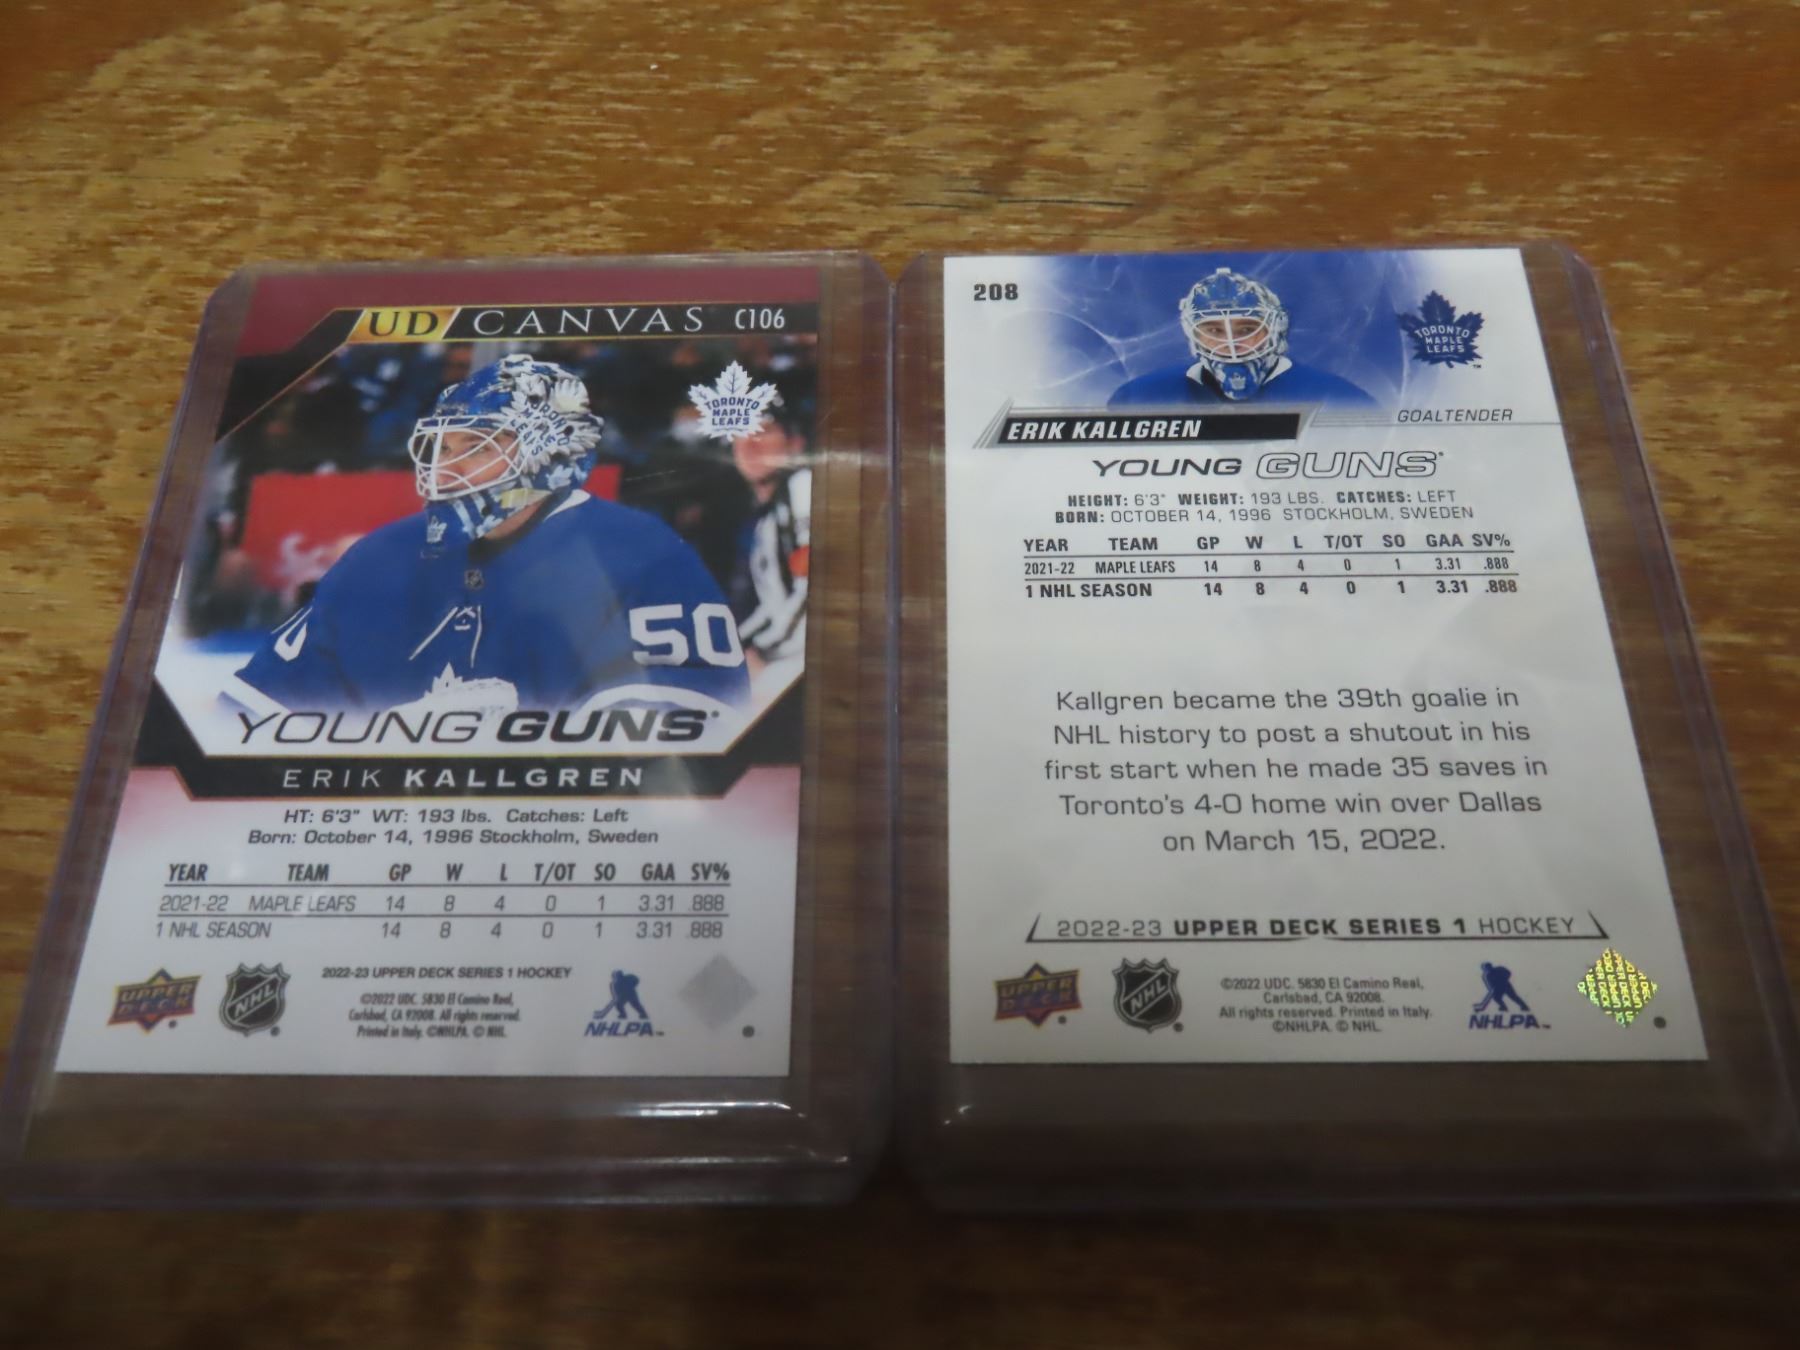 UD CANVAS C106
TORONTO
MAPLE
LEAFS
TORONTO
MAPLE
LEAFS
50
YOUNG GUNS®
ERIK KALLGREN
HT: 6'3" WT: 193 lbs. Catches: Left
Born: October 14, 1996 Stockholm, Sweden
YEAR TEAM GP W L T/OT SO GAA SV%
2021-22 MAPLE LEAFS 14 8 4 0 1 3.31 .888
1 NHL SEASON 14 8 4 0 1 3.31 .888
2022-23 UPPER DECK SERIES 1 HOCKEY
©2022 UDC. 5830 El Camino Real,
Carlsbad, CA 92008. All rights reserved.
Printed in Italy. ©NHLPA. © NHL.
UPPER
DECK
NHL
NHLPA™
208
TORONTO
MAPLE
LEAFS™
GOALTENDER
ERIK KALLGREN
YOUNG GUNS®
HEIGHT: 6'3" WEIGHT: 193 LBS. CATCHES: LEFT
BORN: OCTOBER 14, 1996 STOCKHOLM, SWEDEN
YEAR TEAM GP W L T/OT SO GAA SV%
2021-22 MAPLE LEAFS 14 8 4 0 1 3.31 .888
1 NHL SEASON 14 8 4 0 1 3.31 .888
Kallgren became the 39th goalie in
NHL history to post a shutout in his
first start when he made 35 saves in
Toronto's 4-0 home win over Dallas
on March 15, 2022.
2022-23 UPPER DECK SERIES 1 HOCKEY
UPPER
DECK
NHL
©2022 UDC. 5830 El Camino Real,
Carlsbad, CA 92008.
All rights reserved. Printed in Italy.
©NHLPA. © NHL.
NHLPA™